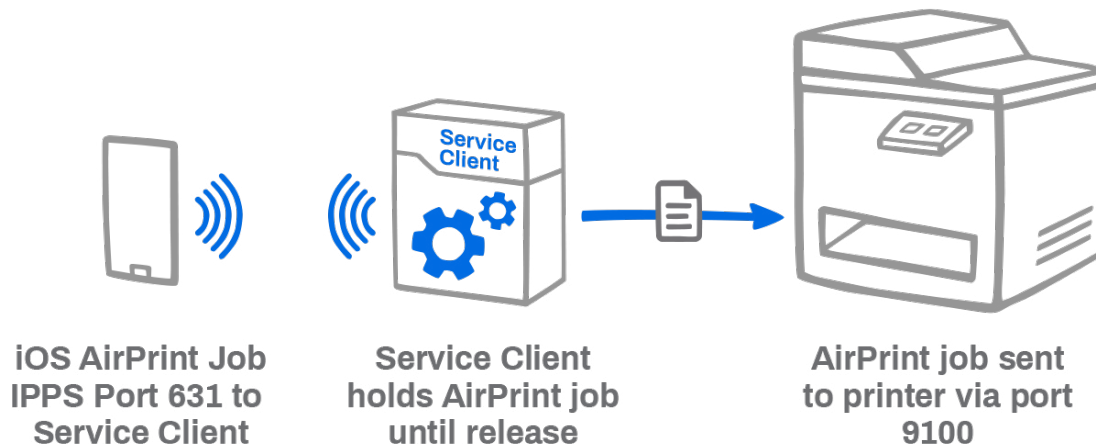 Service
Client
iOS AirPrint Job
IPPS Port 631 to
Service Client
Service Client
holds AirPrint job
until release
AirPrint job sent
to printer via port
9100